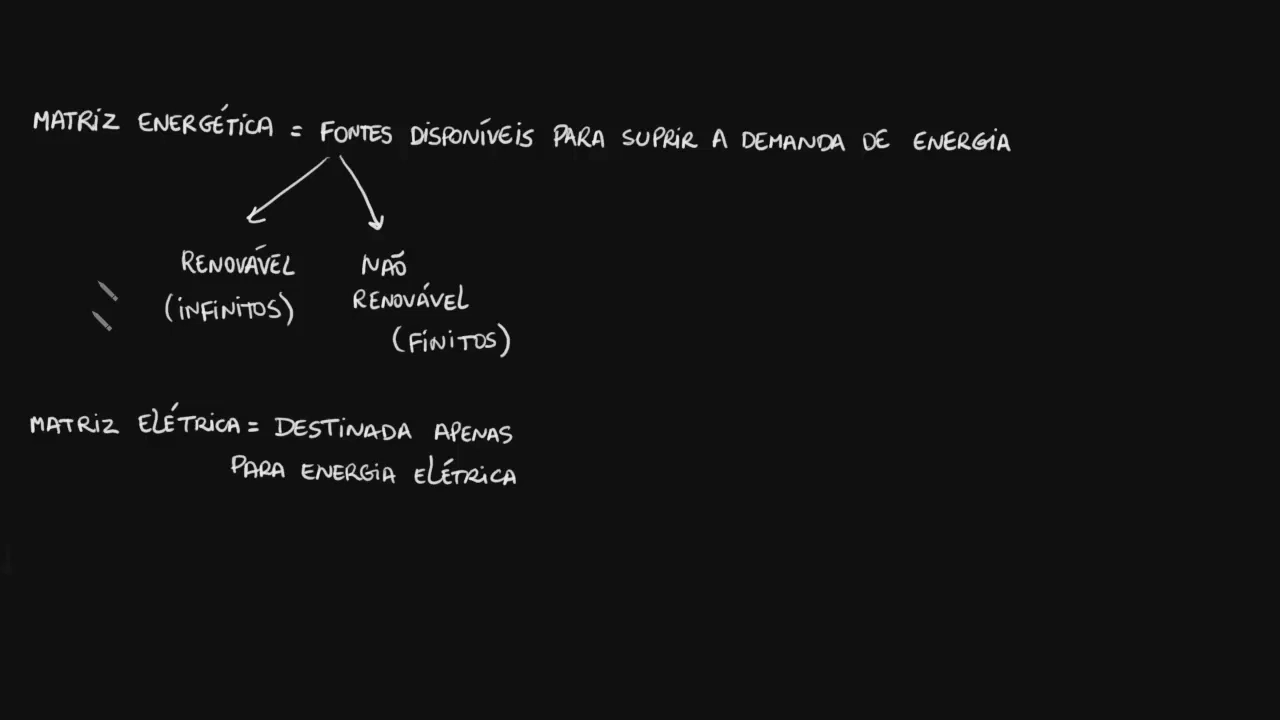 MATRIZ ENERGÉTICA = FONTES DISPONÍVEIS PARA SUPRIR A DEMANDA DE ENERGIA
RENOVÁVEL
(INFINITOS)
NÃO
RENOVÁVEL
(FINITOS)
MATRIZ ELÉTRICA = DESTINADA APENAS
PARA ENERGIA ELÉTRICA